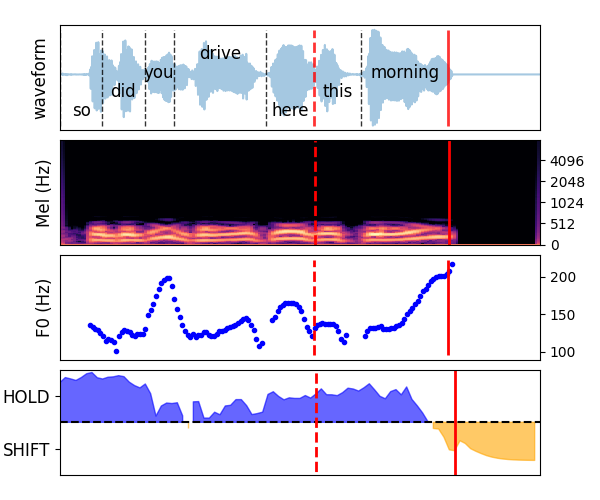 waveform
so did you drive here this morning
Mel (Hz)
4096
2048
1024
512
0
F0 (Hz)
200
150
100
HOLD
SHIFT